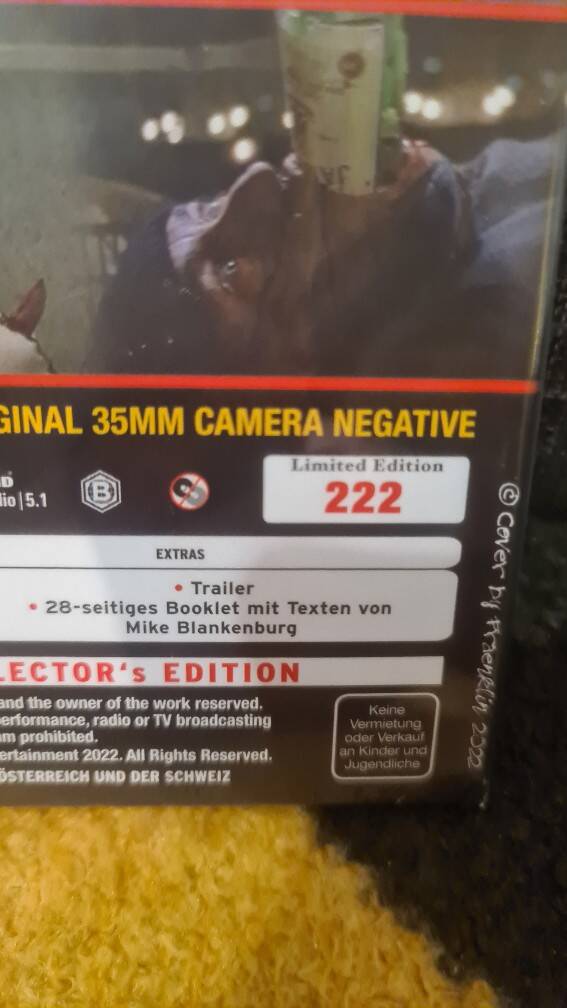 GINAL 35MM CAMERA NEGATIVE
D
dio | 5.1
B
Limited Edition
222
EXTRAS
• Trailer
• 28-seitiges Booklet mit Texten von
Mike Blankenburg
LECTOR's EDITION
and the owner of the work reserved.
erformance, radio or TV broadcasting
m prohibited.
ertainment 2022. All Rights Reserved.
ÖSTERREICH UND DER SCHWEIZ
Keine
Vermietung
oder Verkauf
an Kinder und
Jugendliche
© Cover by 2022